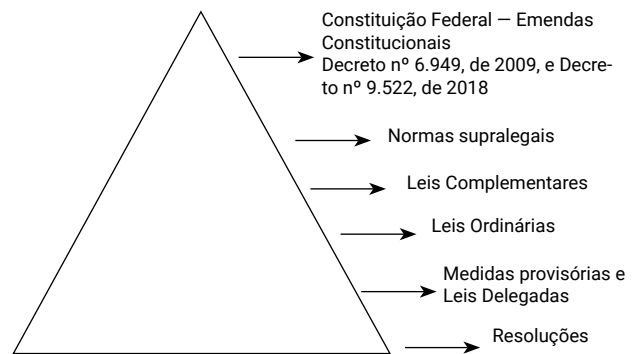 Constituição Federal — Emendas
Constitucionais
Decreto nº 6.949, de 2009, e Decre-
to nº 9.522, de 2018
Normas supralegais
Leis Complementares
Leis Ordinárias
Medidas provisórias e
Leis Delegadas
Resoluções